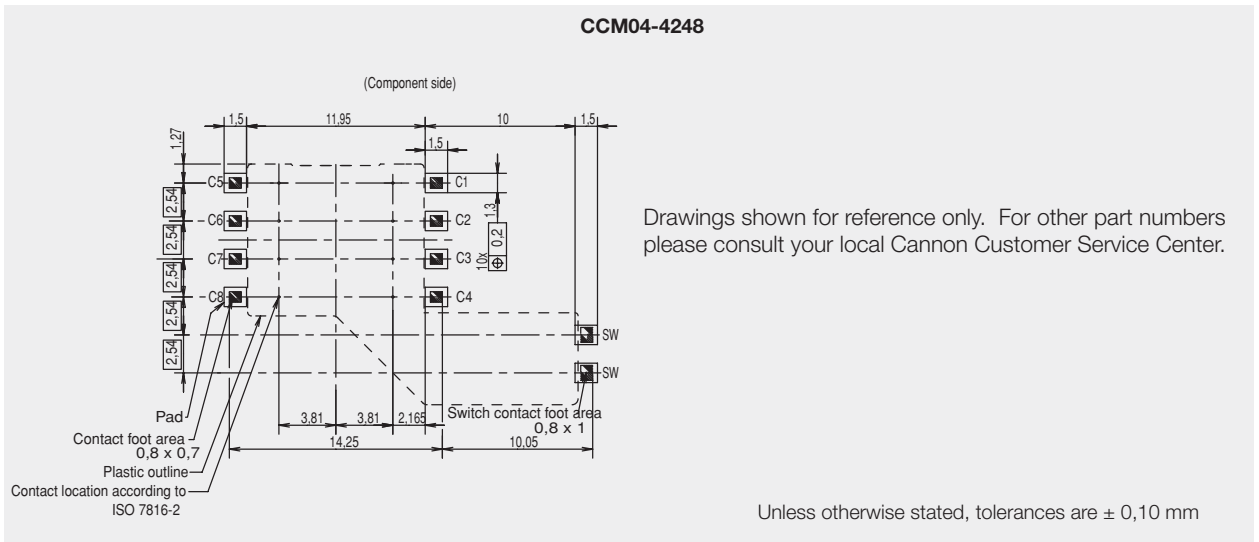 CCM04-4248
(Component side)
1,5
11,95
10
1,5
1,27
1,5
C5
C1
2,54
1,3
C6
C2
2,54
0,2
10x
C7
C3
2,54
C8
C4
2,54
SW
2,54
SW
Drawings shown for reference only. For other part numbers
please consult your local Cannon Customer Service Center.
Pad
3,81
3,81
2,165
Switch contact foot area
0,8 x 1
Contact foot area
0,8 x 0,7
14,25
10,05
Plastic outline
Contact location according to
ISO 7816-2
Unless otherwise stated, tolerances are ± 0,10 mm